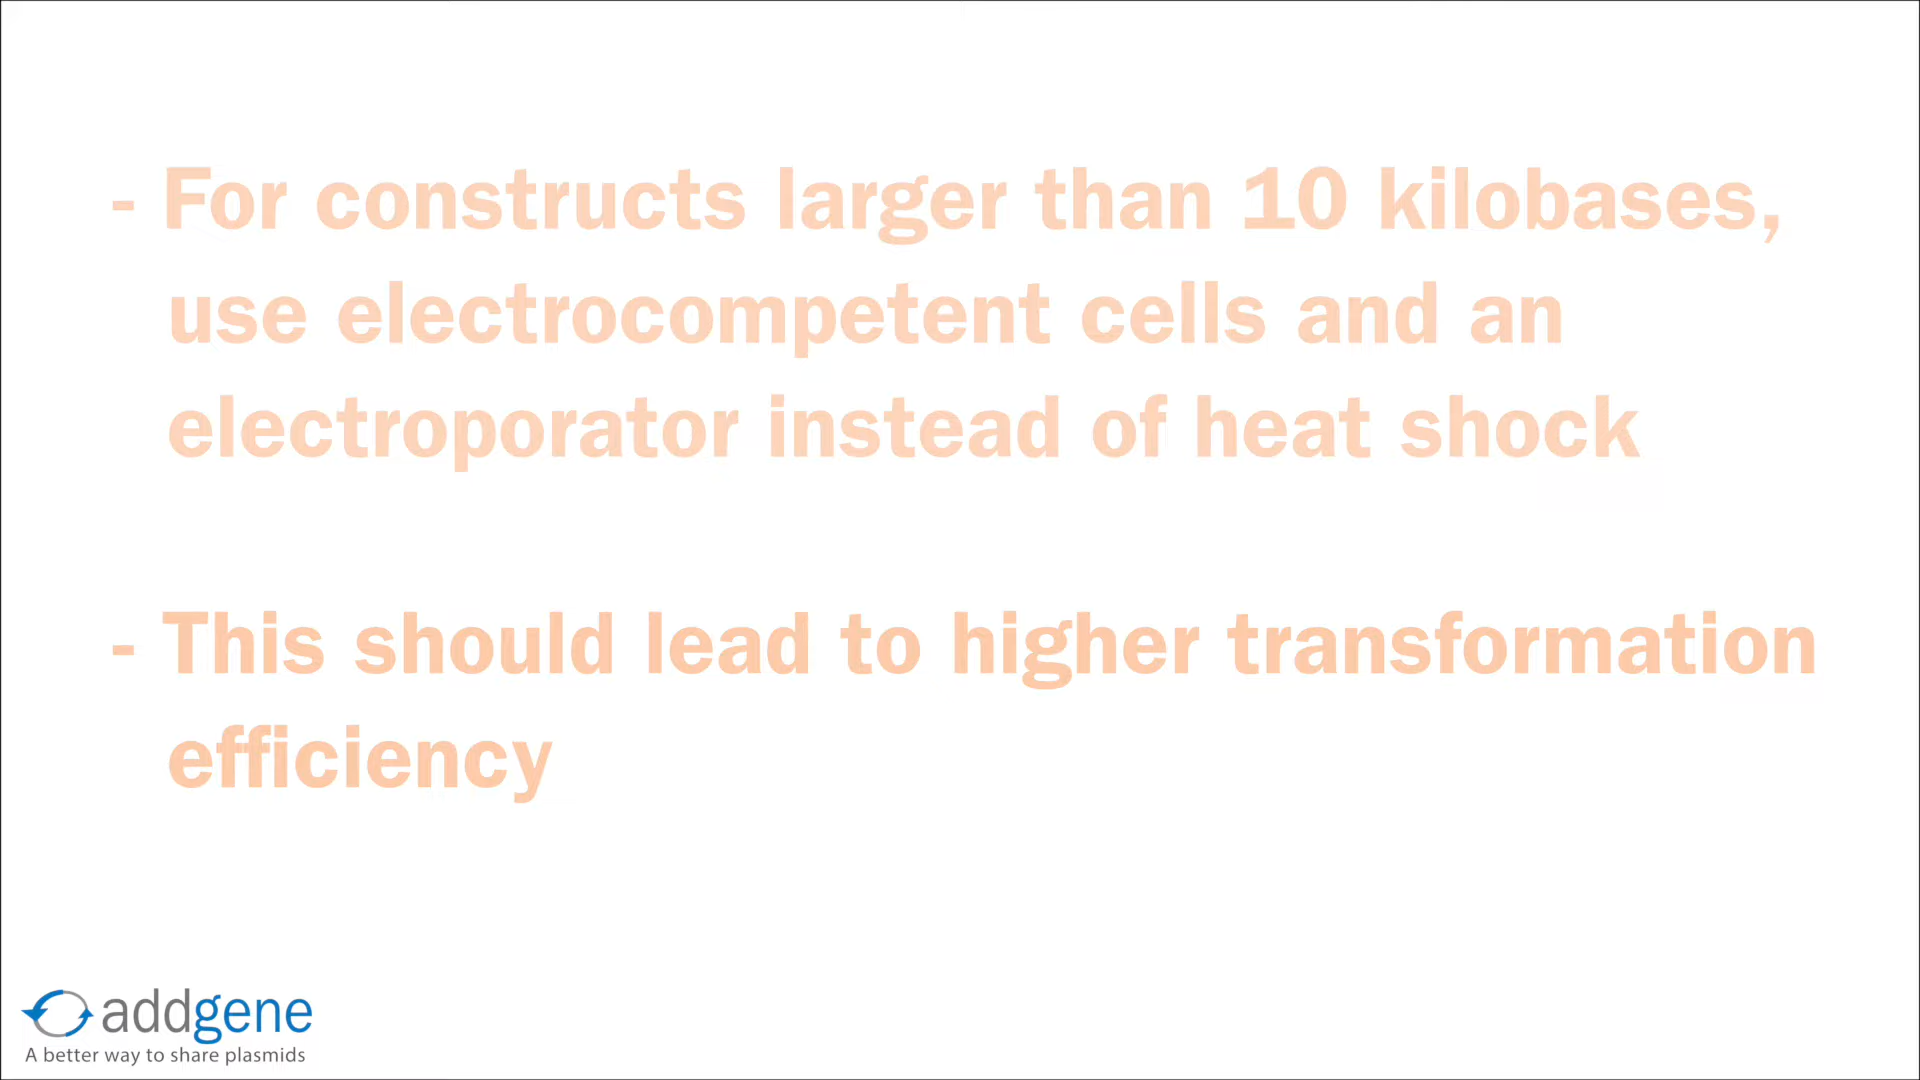 - For constructs larger than 10 kilobases,
use electrocompetent cells and an
electroporator instead of heat shock
- This should lead to higher transformation
efficiency
addgene
A better way to share plasmids